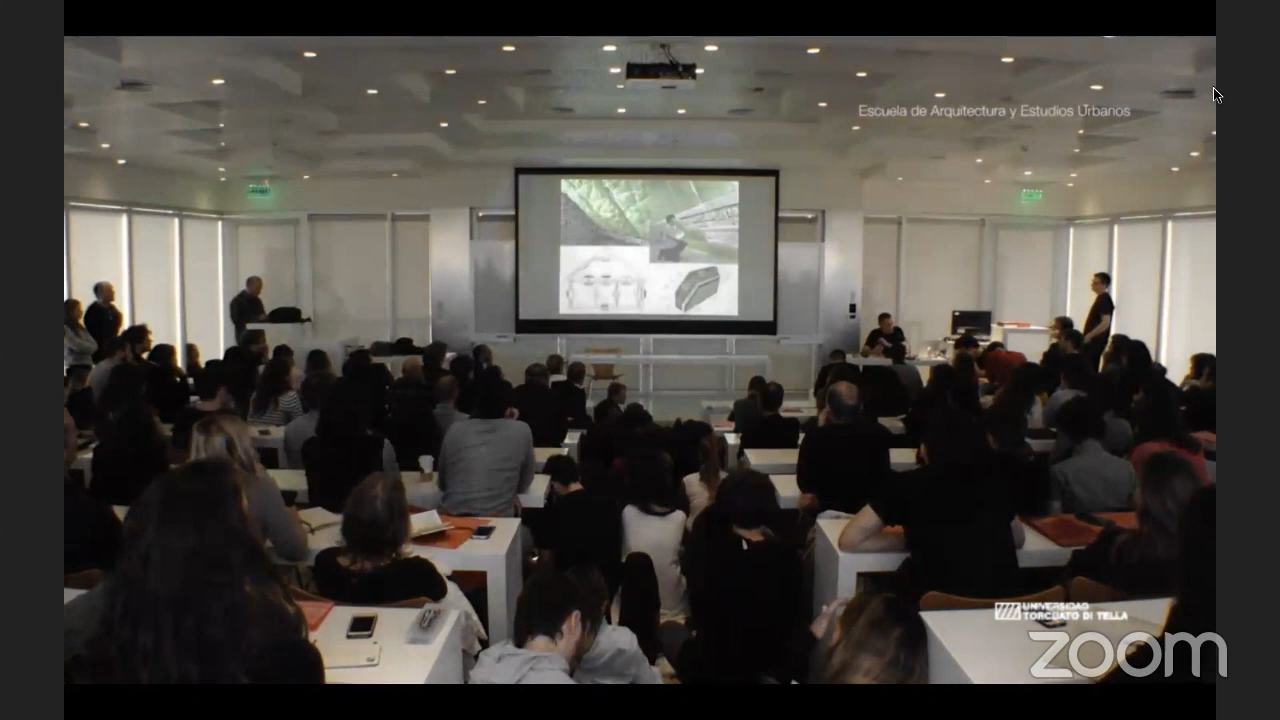 Escuela de Arquitectura y Estudios Urbanos
UNIVERSIDAD
TORCUATO DI TELLA
zoom